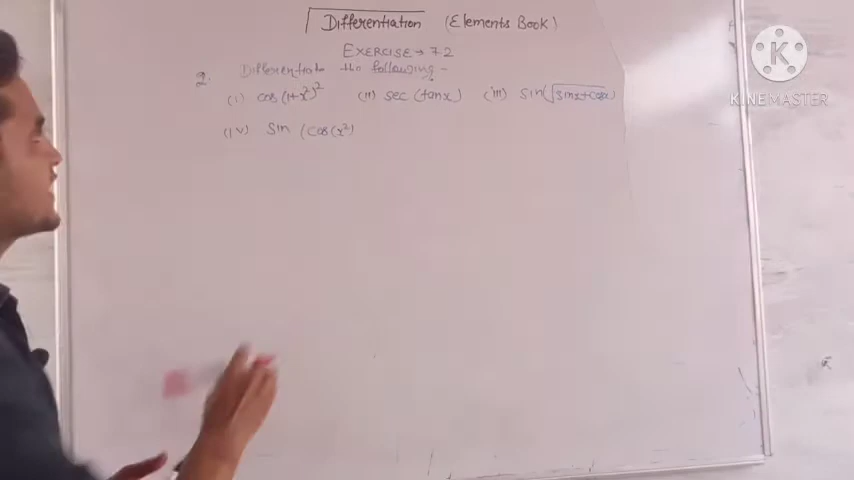 Differentiation (Elements Book)
EXERCISE → 7.2
2. Differentiate the following -
(i) cos(1+x²)² (ii) sec (tanx) (iii) sin(√sinx+cosx)
(iv) Sin (cos(x²)
K
KINEMASTER